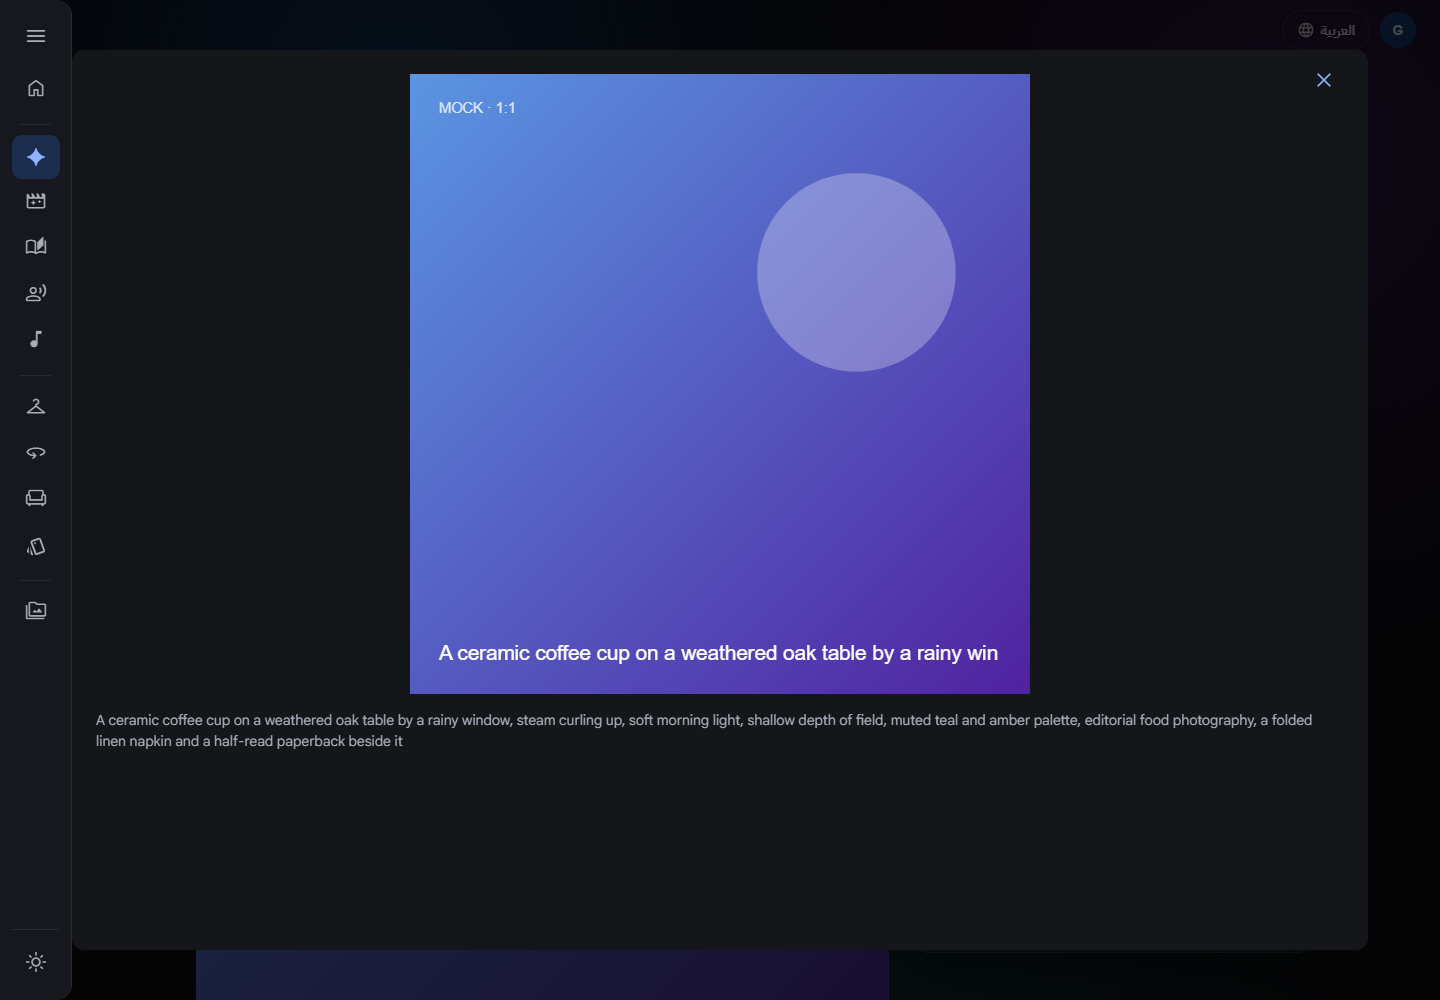 العربية
G
MOCK · 1:1
A ceramic coffee cup on a weathered oak table by a rainy win
A ceramic coffee cup on a weathered oak table by a rainy window, steam curling up, soft morning light, shallow depth of field, muted teal and amber palette, editorial food photography, a folded
linen napkin and a half-read paperback beside it